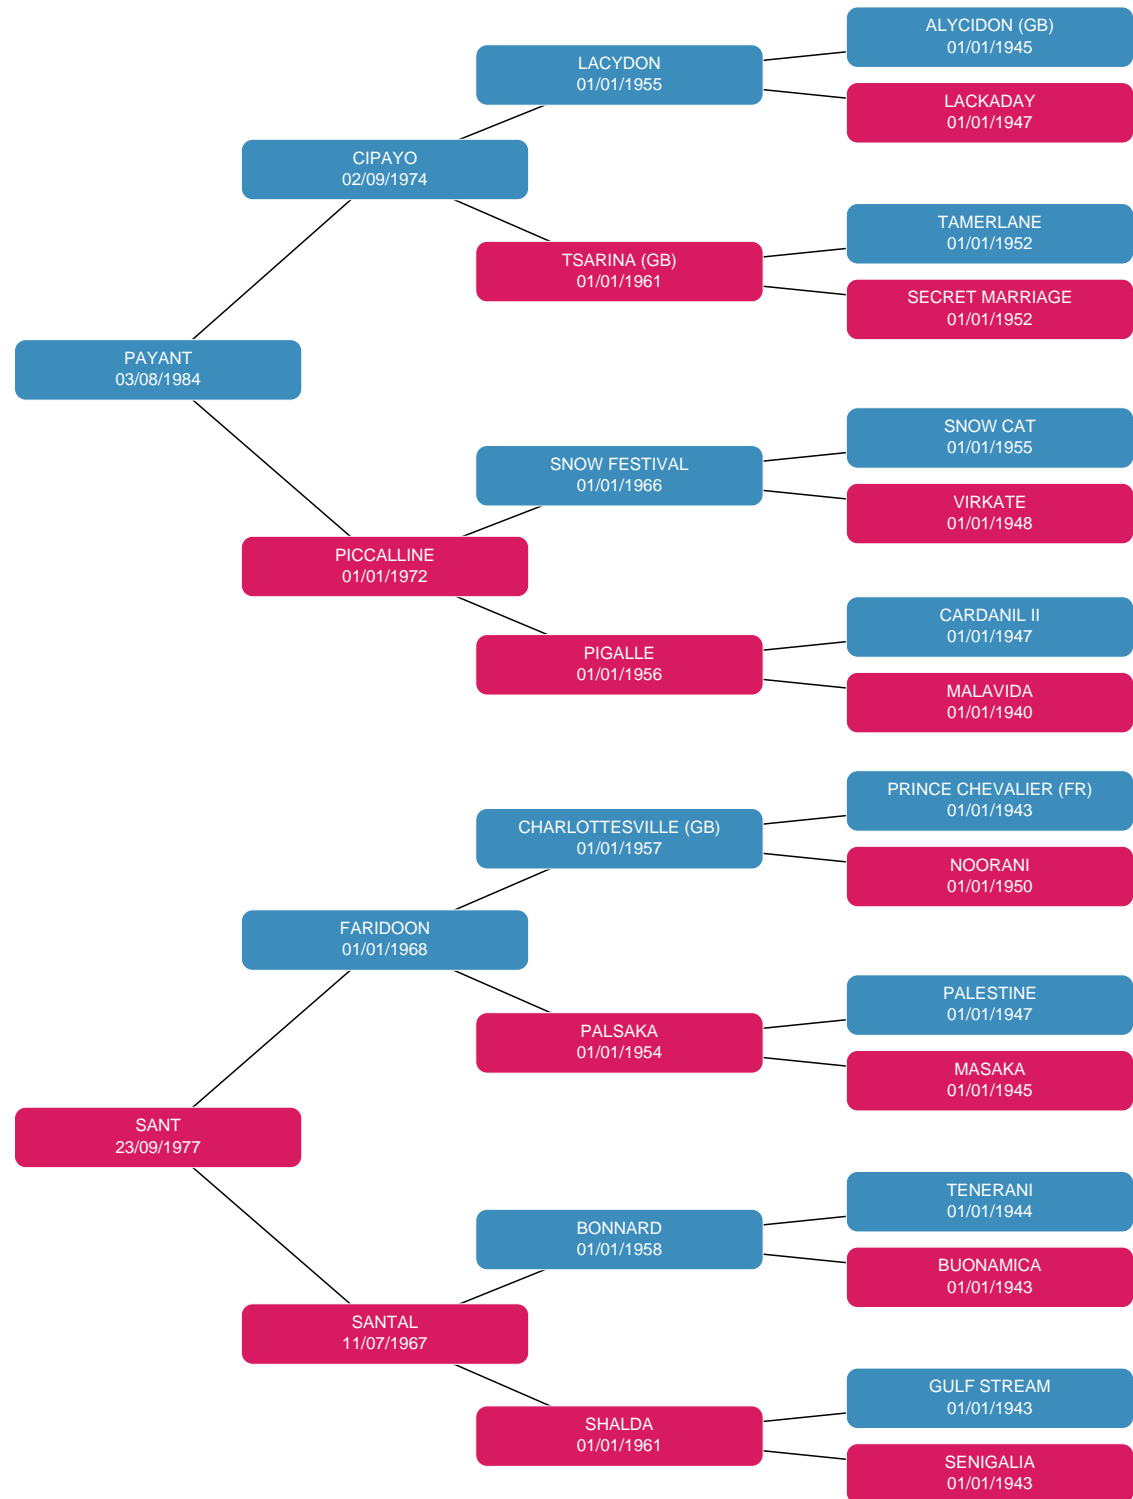 ALYCIDON (GB)
01/01/1945
LACYDON
01/01/1955
LACKADAY
01/01/1947
CIPAYO
02/09/1974
TAMERLANE
01/01/1952
TSARINA (GB)
01/01/1961
SECRET MARRIAGE
01/01/1952
PAYANT
03/08/1984
SNOW CAT
01/01/1955
SNOW FESTIVAL
01/01/1966
VIRKATE
01/01/1948
PICCALLINE
01/01/1972
CARDANIL II
01/01/1947
PIGALLE
01/01/1956
MALAVIDA
01/01/1940
PRINCE CHEVALIER (FR)
01/01/1943
CHARLOTTESVILLE (GB)
01/01/1957
NOORANI
01/01/1950
FARIDOON
01/01/1968
PALESTINE
01/01/1947
PALSAKA
01/01/1954
MASAKA
01/01/1945
SANT
23/09/1977
TENERANI
01/01/1944
BONNARD
01/01/1958
BUONAMICA
01/01/1943
SANTAL
11/07/1967
GULF STREAM
01/01/1943
SHALDA
01/01/1961
SENIGALIA
01/01/1943